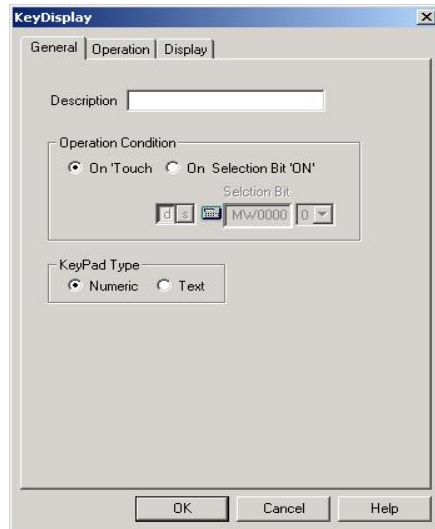 KeyDisplay
General Operation Display
Description
Operation Condition
On 'Touch On Selection Bit 'ON'
Selction Bit
d s MW0000 0
KeyPad Type
Numeric Text
OK Cancel Help